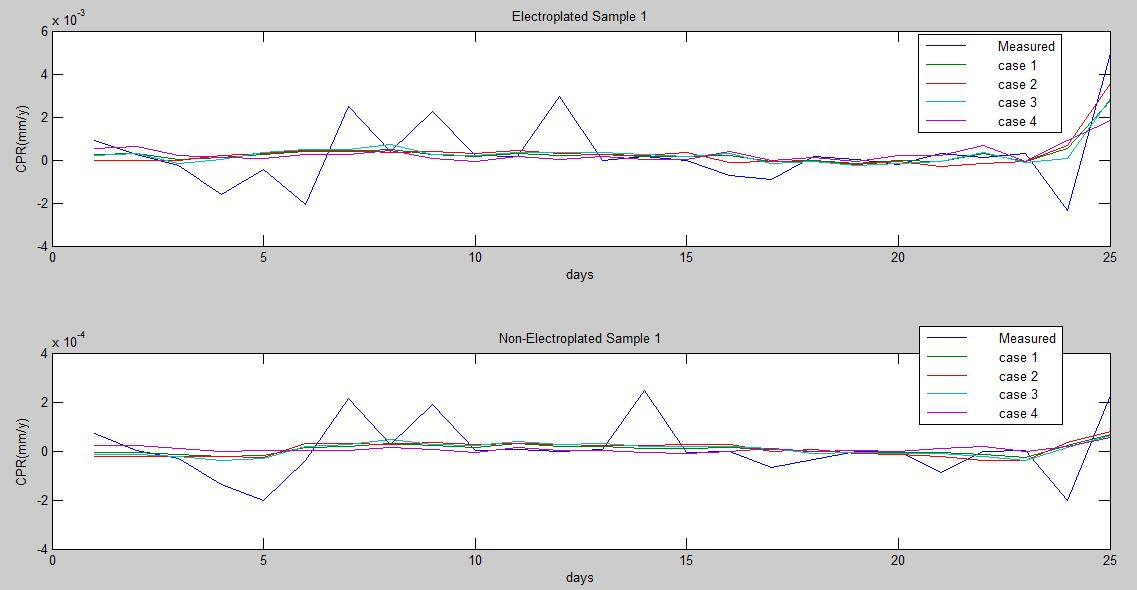 Electroplated Sample 1
x 10-3
6
4
2
0
-2
-4
CPR(mm/y)
0 5 10 15 20 25
days
Measured
case 1
case 2
case 3
case 4
Non-Electroplated Sample 1
x 10-4
4
2
0
-2
-4
CPR(mm/y)
0 5 10 15 20 25
days
Measured
case 1
case 2
case 3
case 4